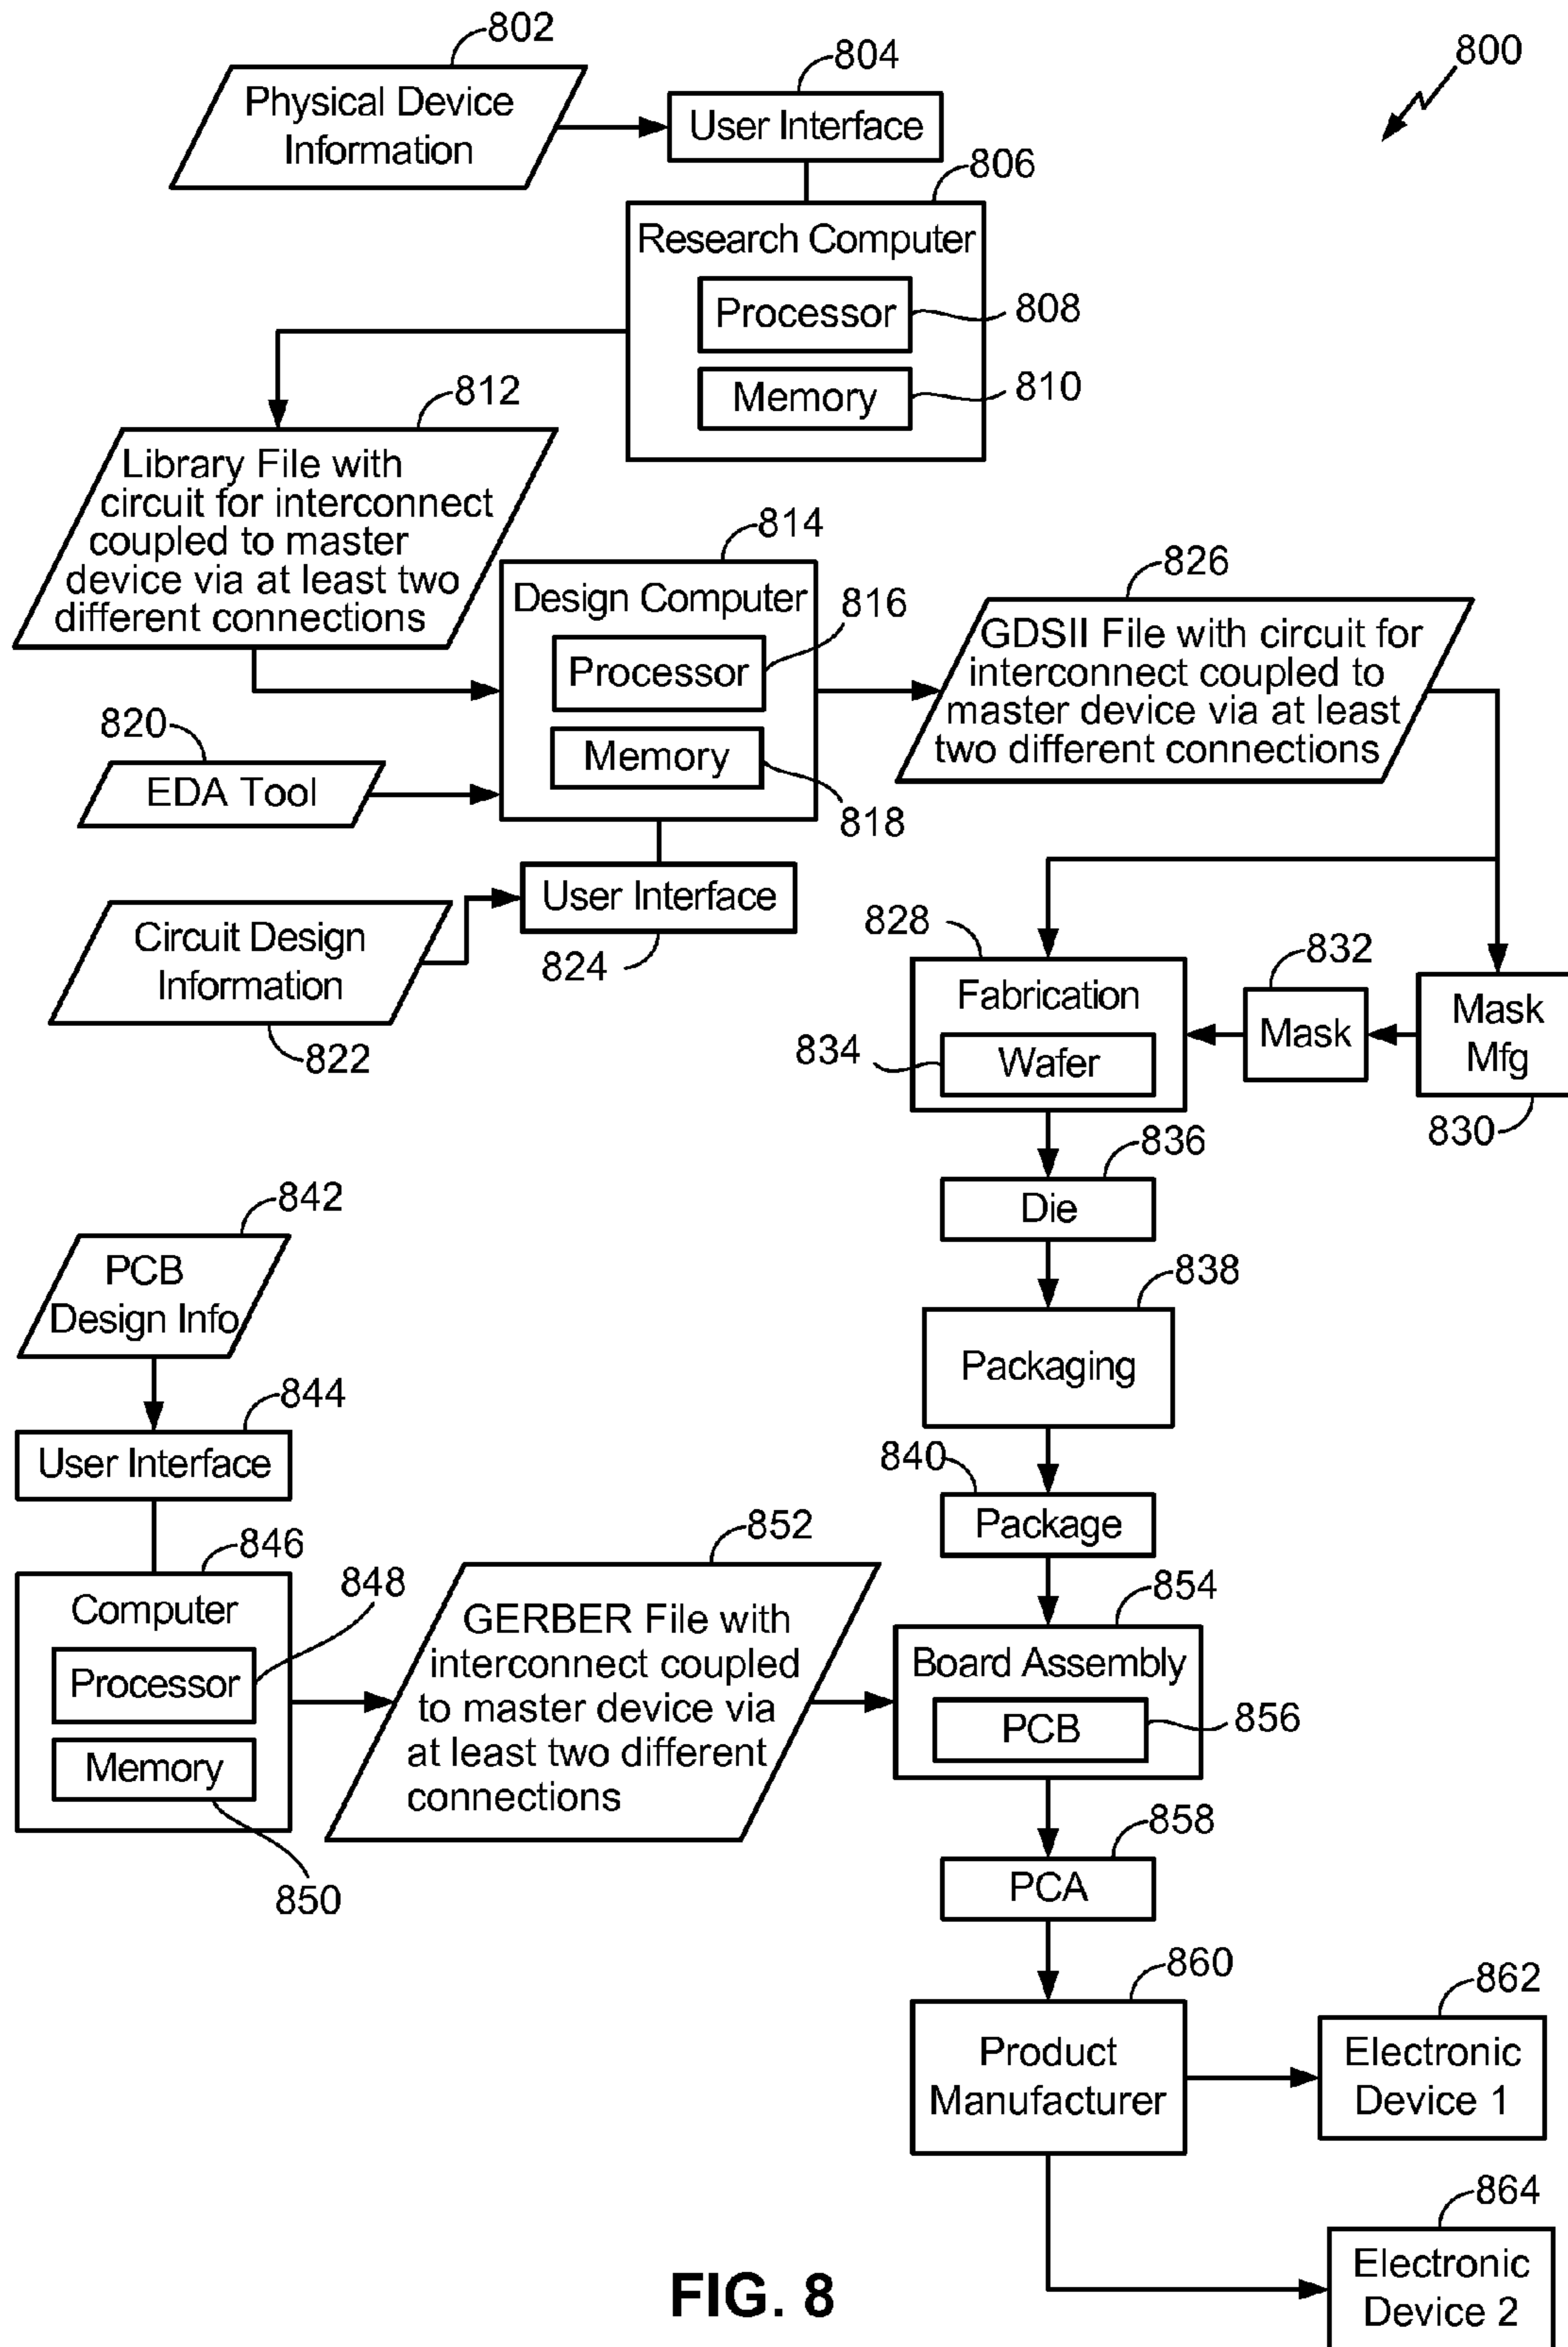 802
Physical Device
Information
804
User Interface
800
806
Research Computer
Processor
808
Memory
810
812
Library File with
circuit for interconnect
coupled to master
device via at least two
different connections
814
Design Computer
Processor
816
Memory
818
820
EDA Tool
826
GDSII File with circuit for
interconnect coupled to
master device via at least
two different connections
User Interface
824
Circuit Design
Information
822
828
Fabrication
834
Wafer
832
Mask
Mask
Mfg
830
836
Die
838
Packaging
840
Package
842
PCB
Design Info
844
User Interface
846
Computer
848
Processor
Memory
850
852
GERBER File with
interconnect coupled
to master device via
at least two different
connections
854
Board Assembly
PCB
856
858
PCA
860
Product
Manufacturer
862
Electronic
Device 1
864
Electronic
Device 2
FIG. 8